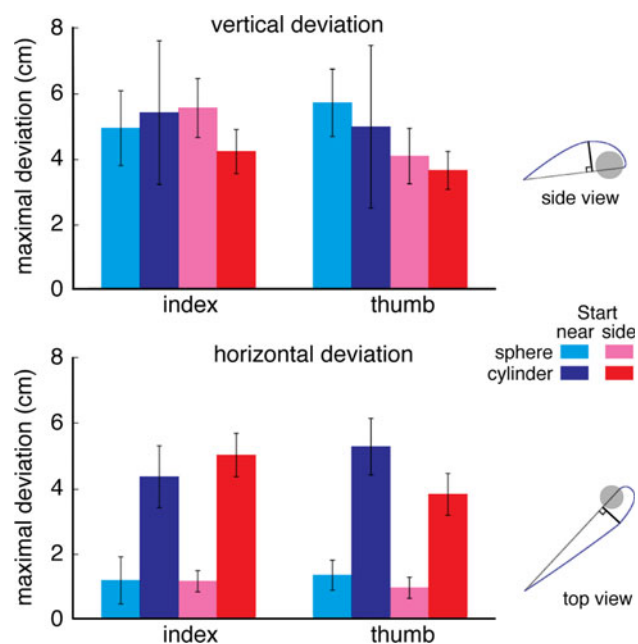 vertical deviation
maximal deviation (cm)
8
6
4
2
0
index
thumb
side view
Start
near side
sphere
cylinder
horizontal deviation
maximal deviation (cm)
8
6
4
2
0
index
thumb
top view